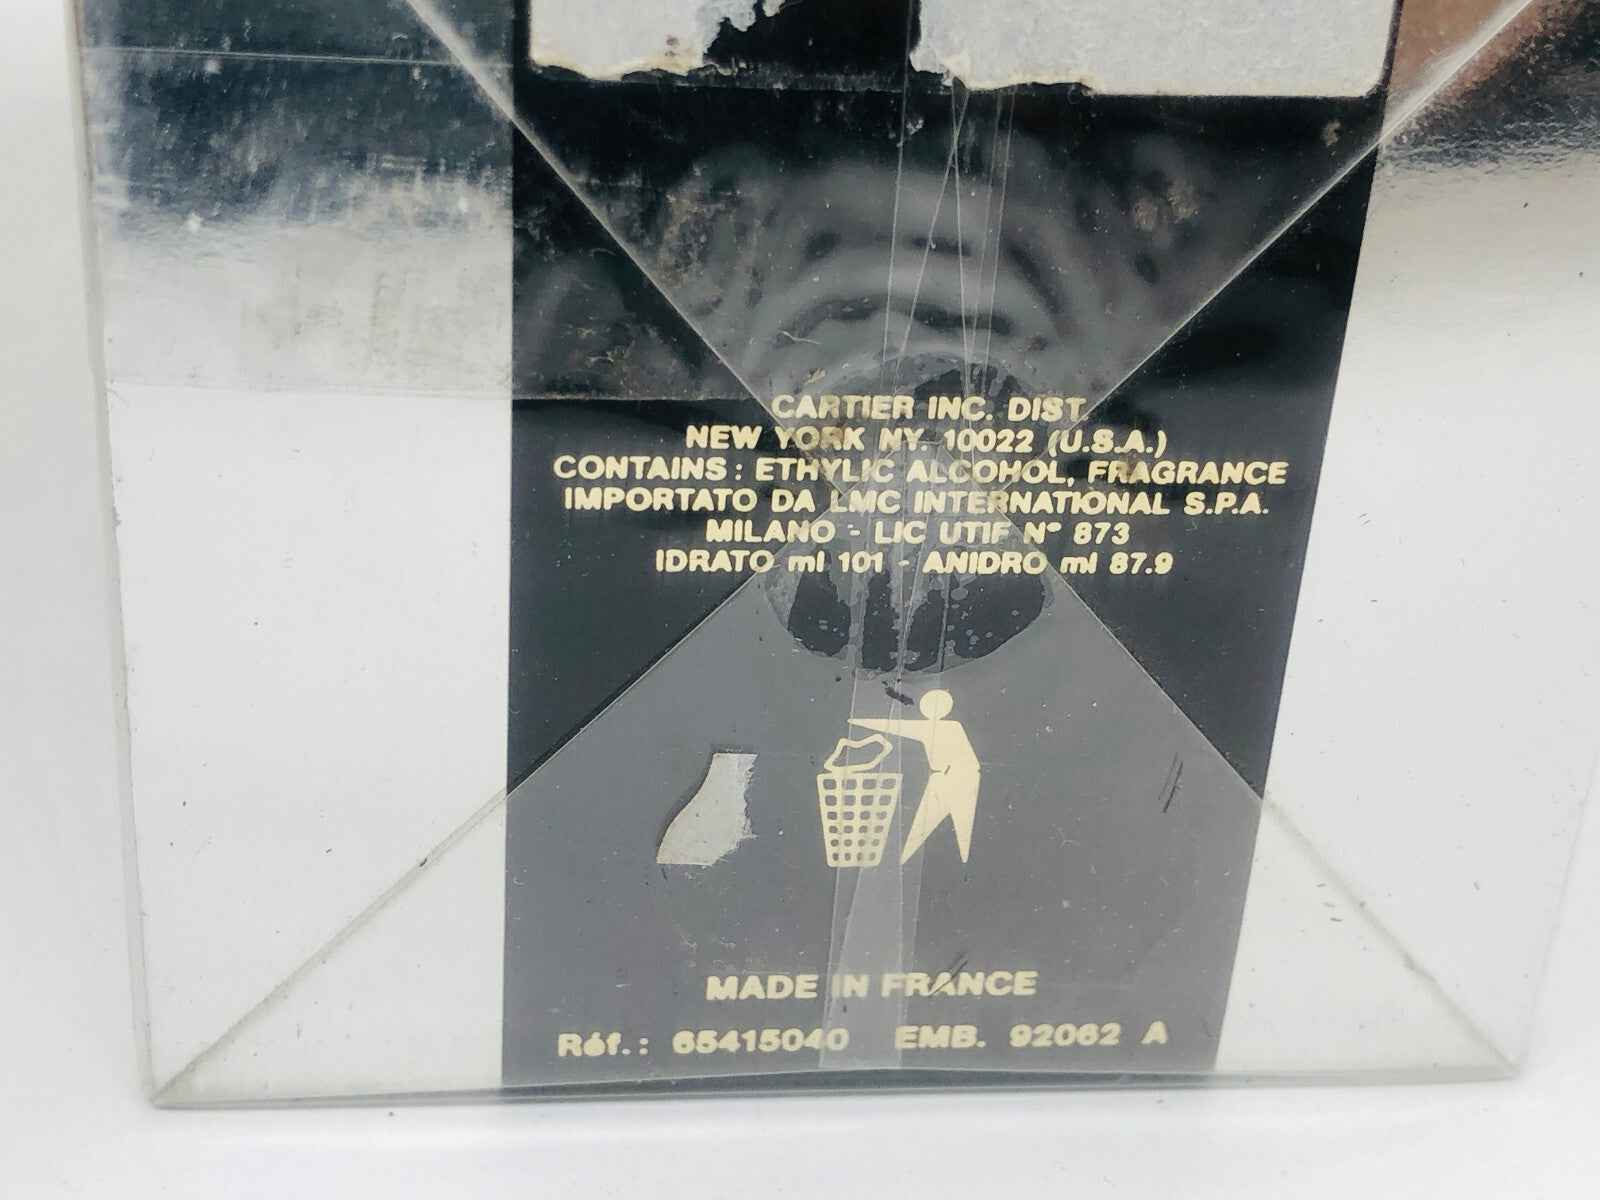 CARTIER INC. DIST.
NEW YORK NY. 10022 (U.S.A.)
CONTAINS : ETHYLIC ALCOHOL, FRAGRANCE
IMPORTATO DA LMC INTERNATIONAL S.P.A.
MILANO - LIC UTIF N° 873
IDRATO ml 101 - ANIDRO ml 87.9
MADE IN FRANCE
Réf.: 65415040 EMB. 92062 A